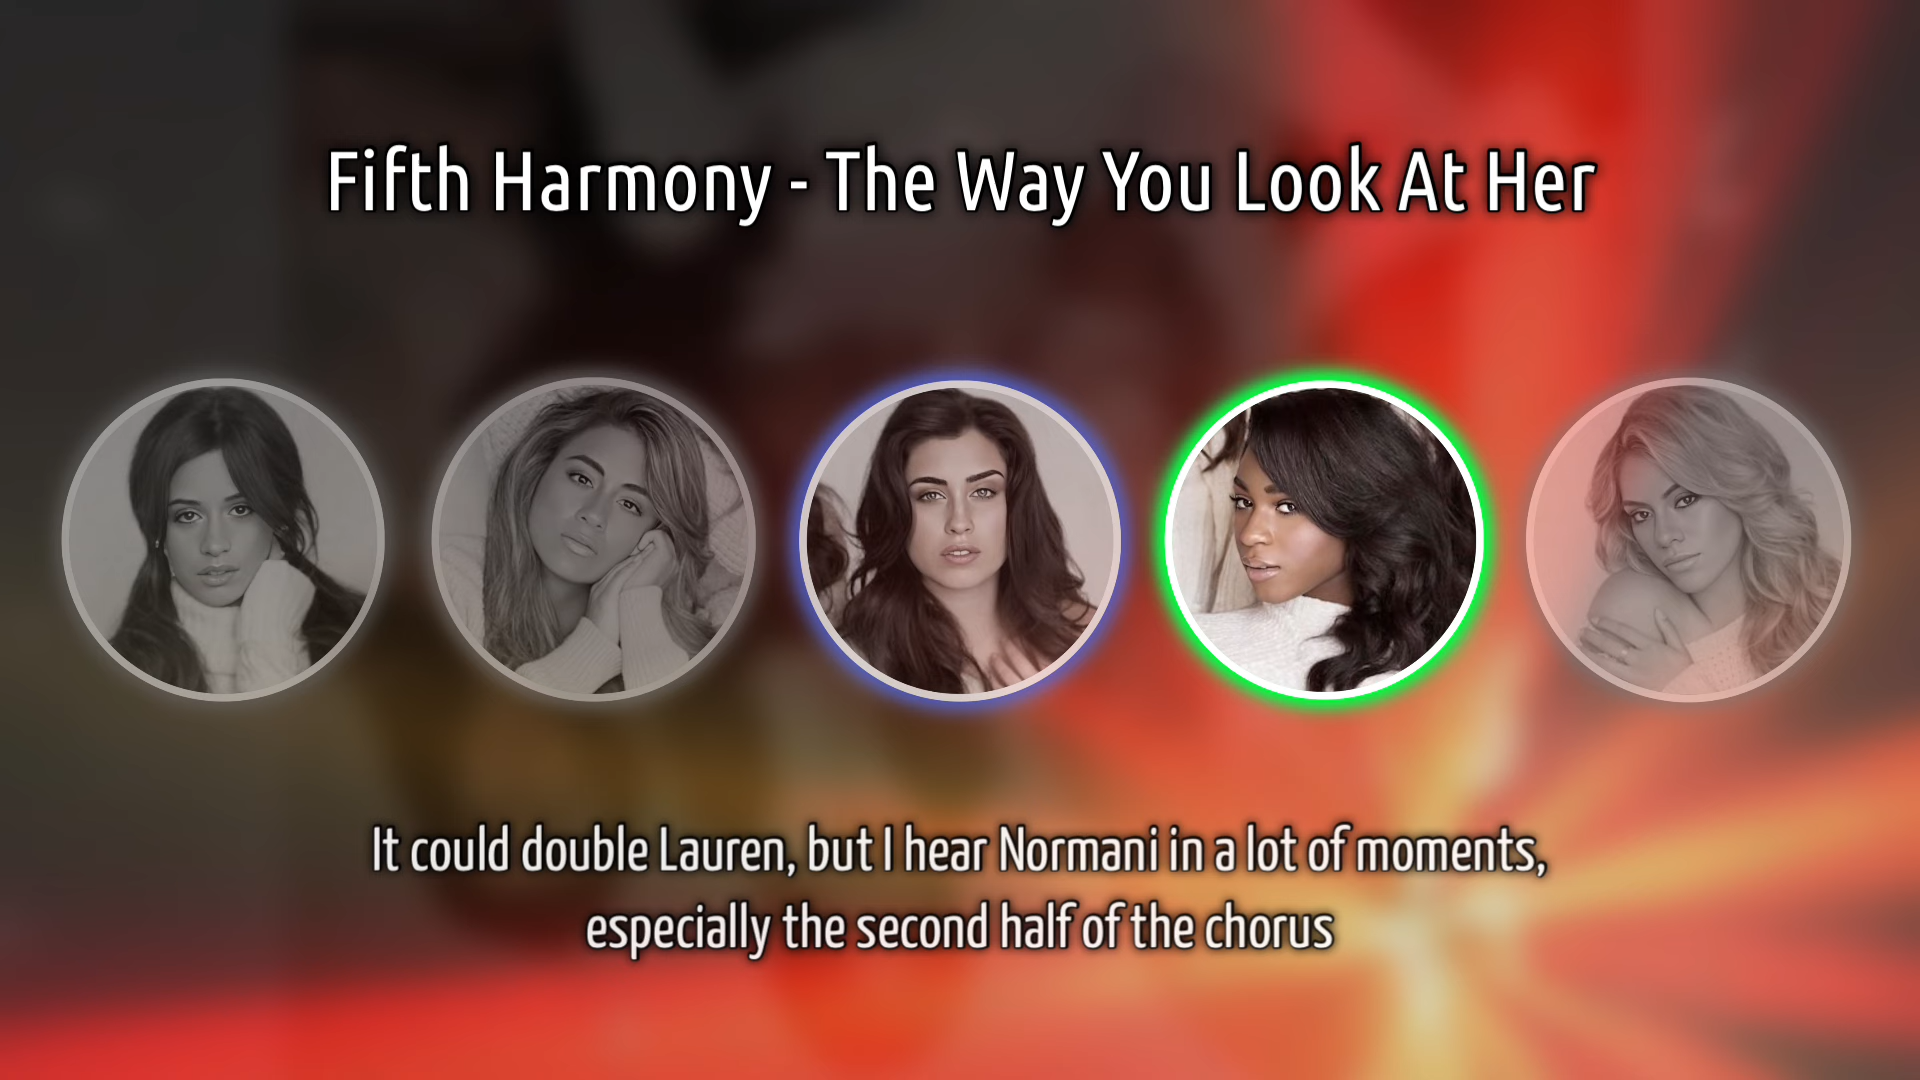 Fifth Harmony - The Way You Look At Her
It could double Lauren, but I hear Normani in a lot of moments,
especially the second half of the chorus